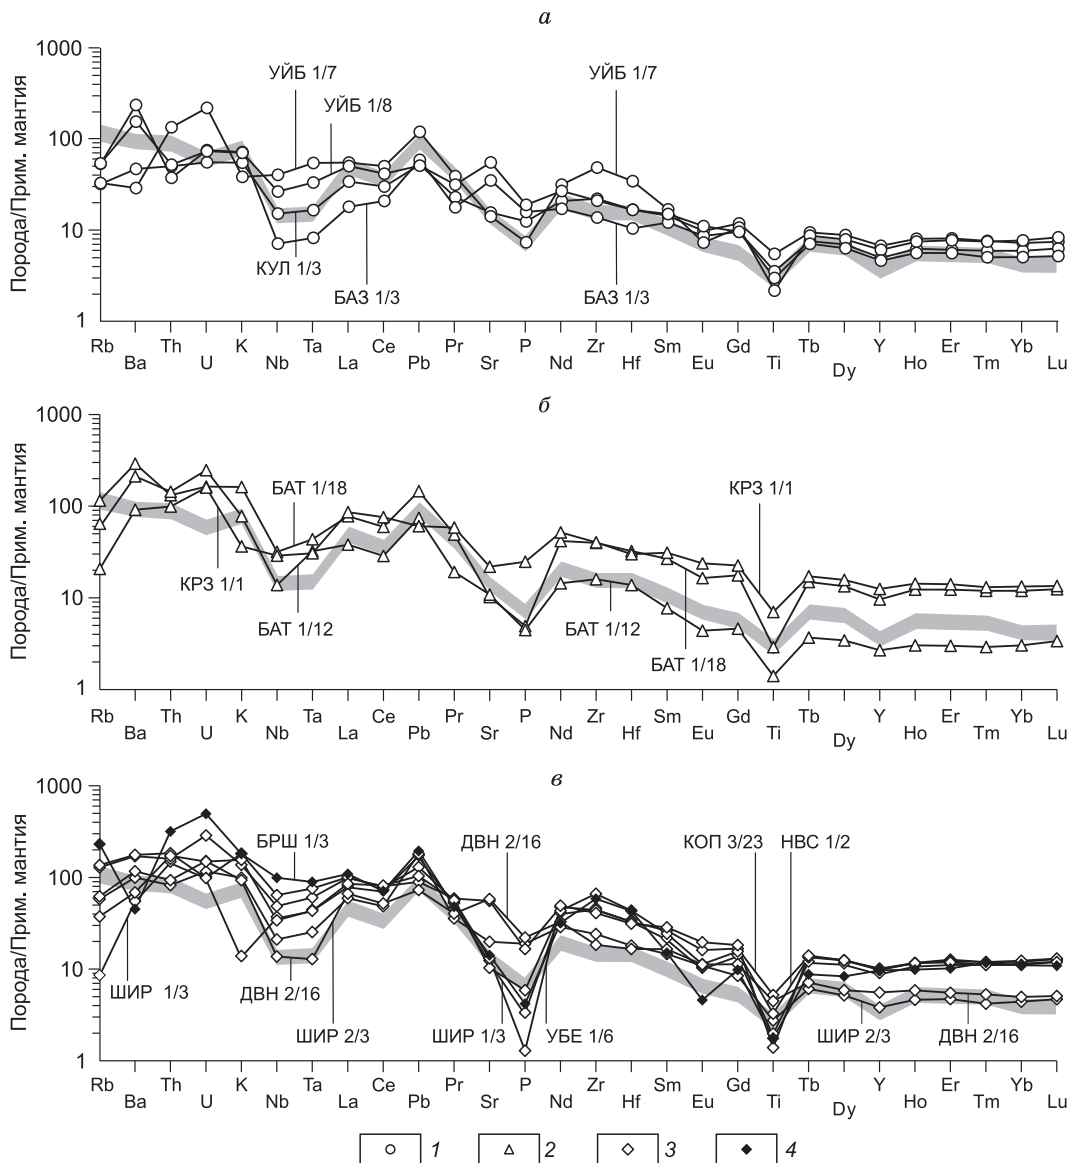 а
1000
УЙБ 1/7 УЙБ 1/7
УЙБ 1/8
100
Порода/Прим. мантия
10
КУЛ 1/3
БАЗ 1/3 БАЗ 1/3
1
Rb Th K Ta Ce Pr P Zr Sm Gd Tb Y Er Yb
Ba U Nb La Pb Sr Nd Hf Eu Ti Ho Tm Lu
Dy
б
1000
БАТ 1/18 КРЗ 1/1
100
Порода/Прим. мантия
КРЗ 1/1
10
БАТ 1/12 БАТ 1/12
БАТ 1/18
1
Rb Th K Ta Ce Pr P Zr Sm Gd Tb Y Er Yb
Ba U Nb La Pb Sr Nd Hf Eu Ti Ho Tm Lu
Dy
в
1000
БРШ 1/3 ДВН 2/16 КОП 3/23 НВС 1/2
100
Порода/Прим. мантия
10
ШИР 1/3 ДВН 2/16
ШИР 2/3 ШИР 1/3 УБЕ 1/6 ШИР 2/3 ДВН 2/16
1
Rb Th K Ta Ce Pr P Zr Sm Gd Tb Y Er Yb
Ba U Nb La Pb Sr Nd Hf Eu Ti Ho Tm Lu
Dy
1 2 3 4